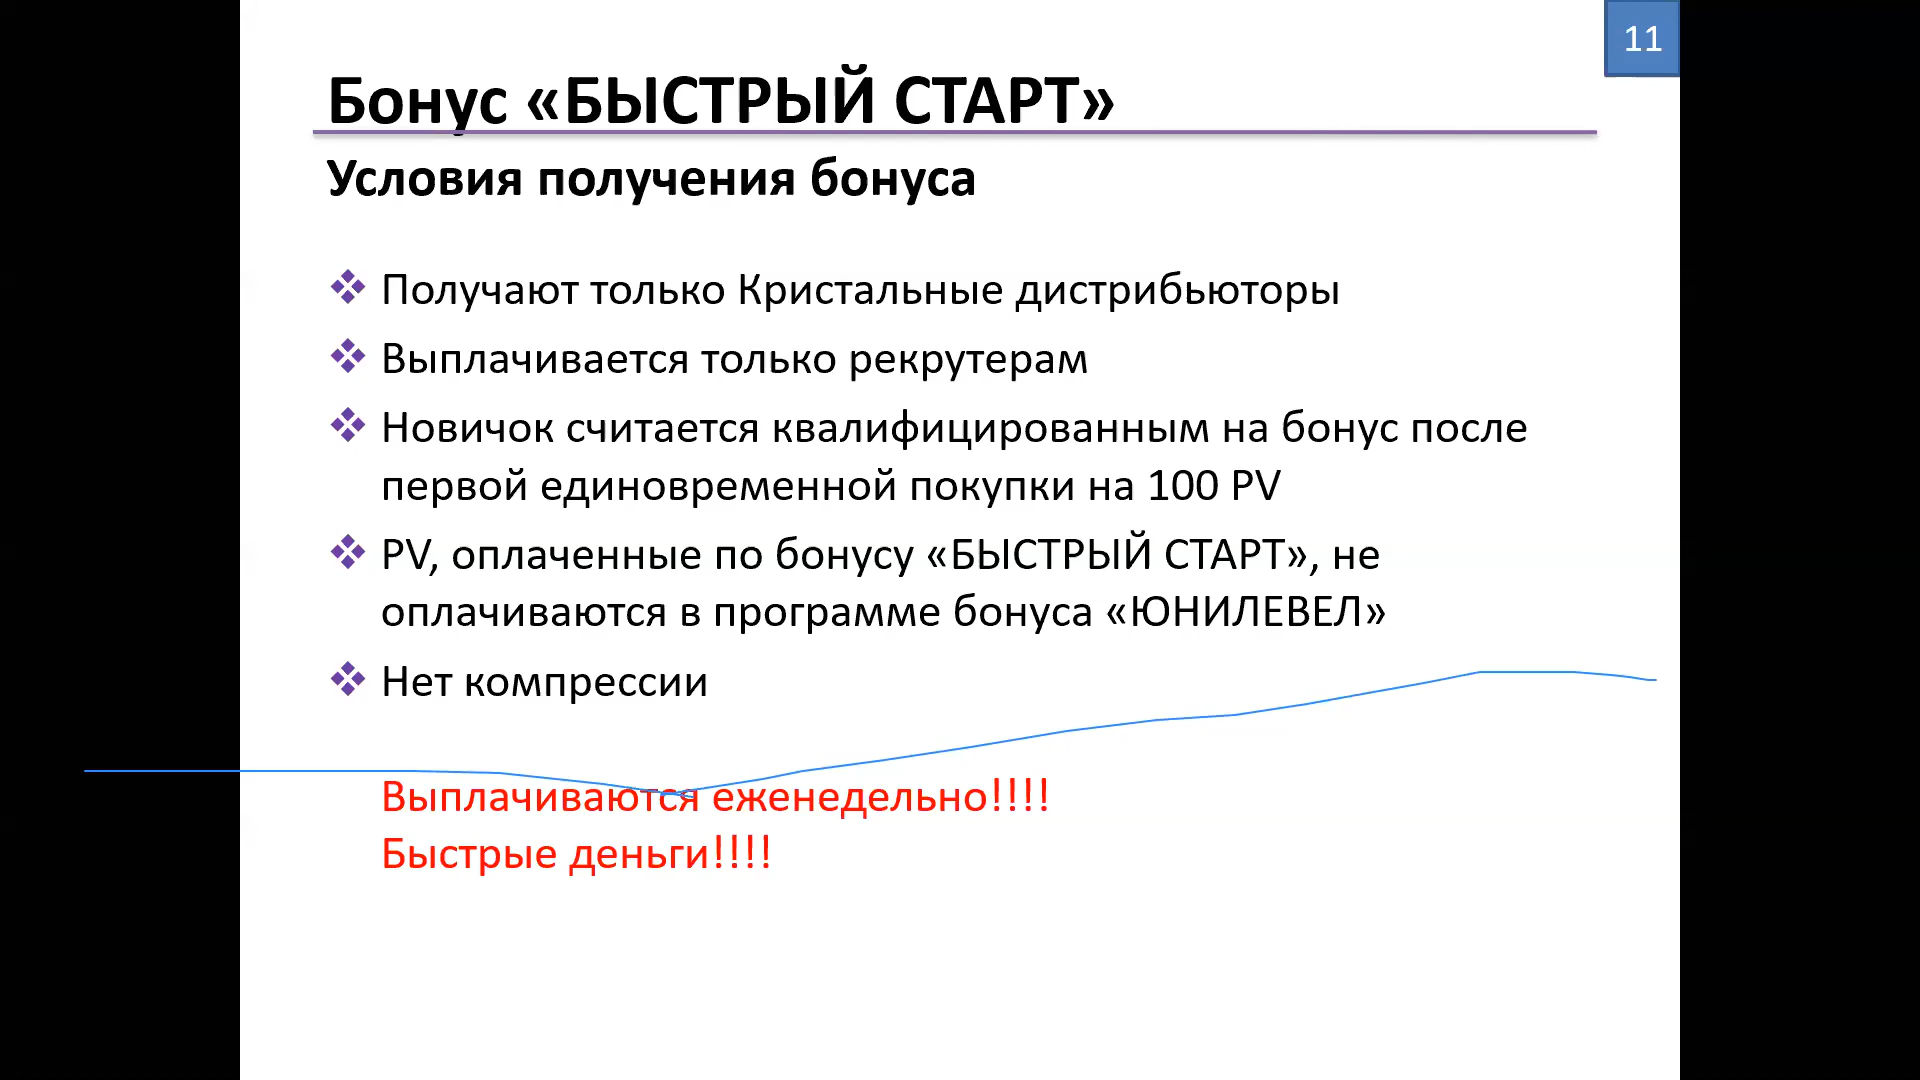 11
Бонус «БЫСТРЫЙ СТАРТ»
Условия получения бонуса
Получают только Кристальные дистрибьюторы
Выплачивается только рекрутерам
Новичок считается квалифицированным на бонус после
первой единовременной покупки на 100 PV
PV, оплаченные по бонусу «БЫСТРЫЙ СТАРТ», не
оплачиваются в программе бонуса «ЮНИЛЕВЕЛ»
Нет компрессии
Выплачиваются еженедельно!!!!
Быстрые деньги!!!!